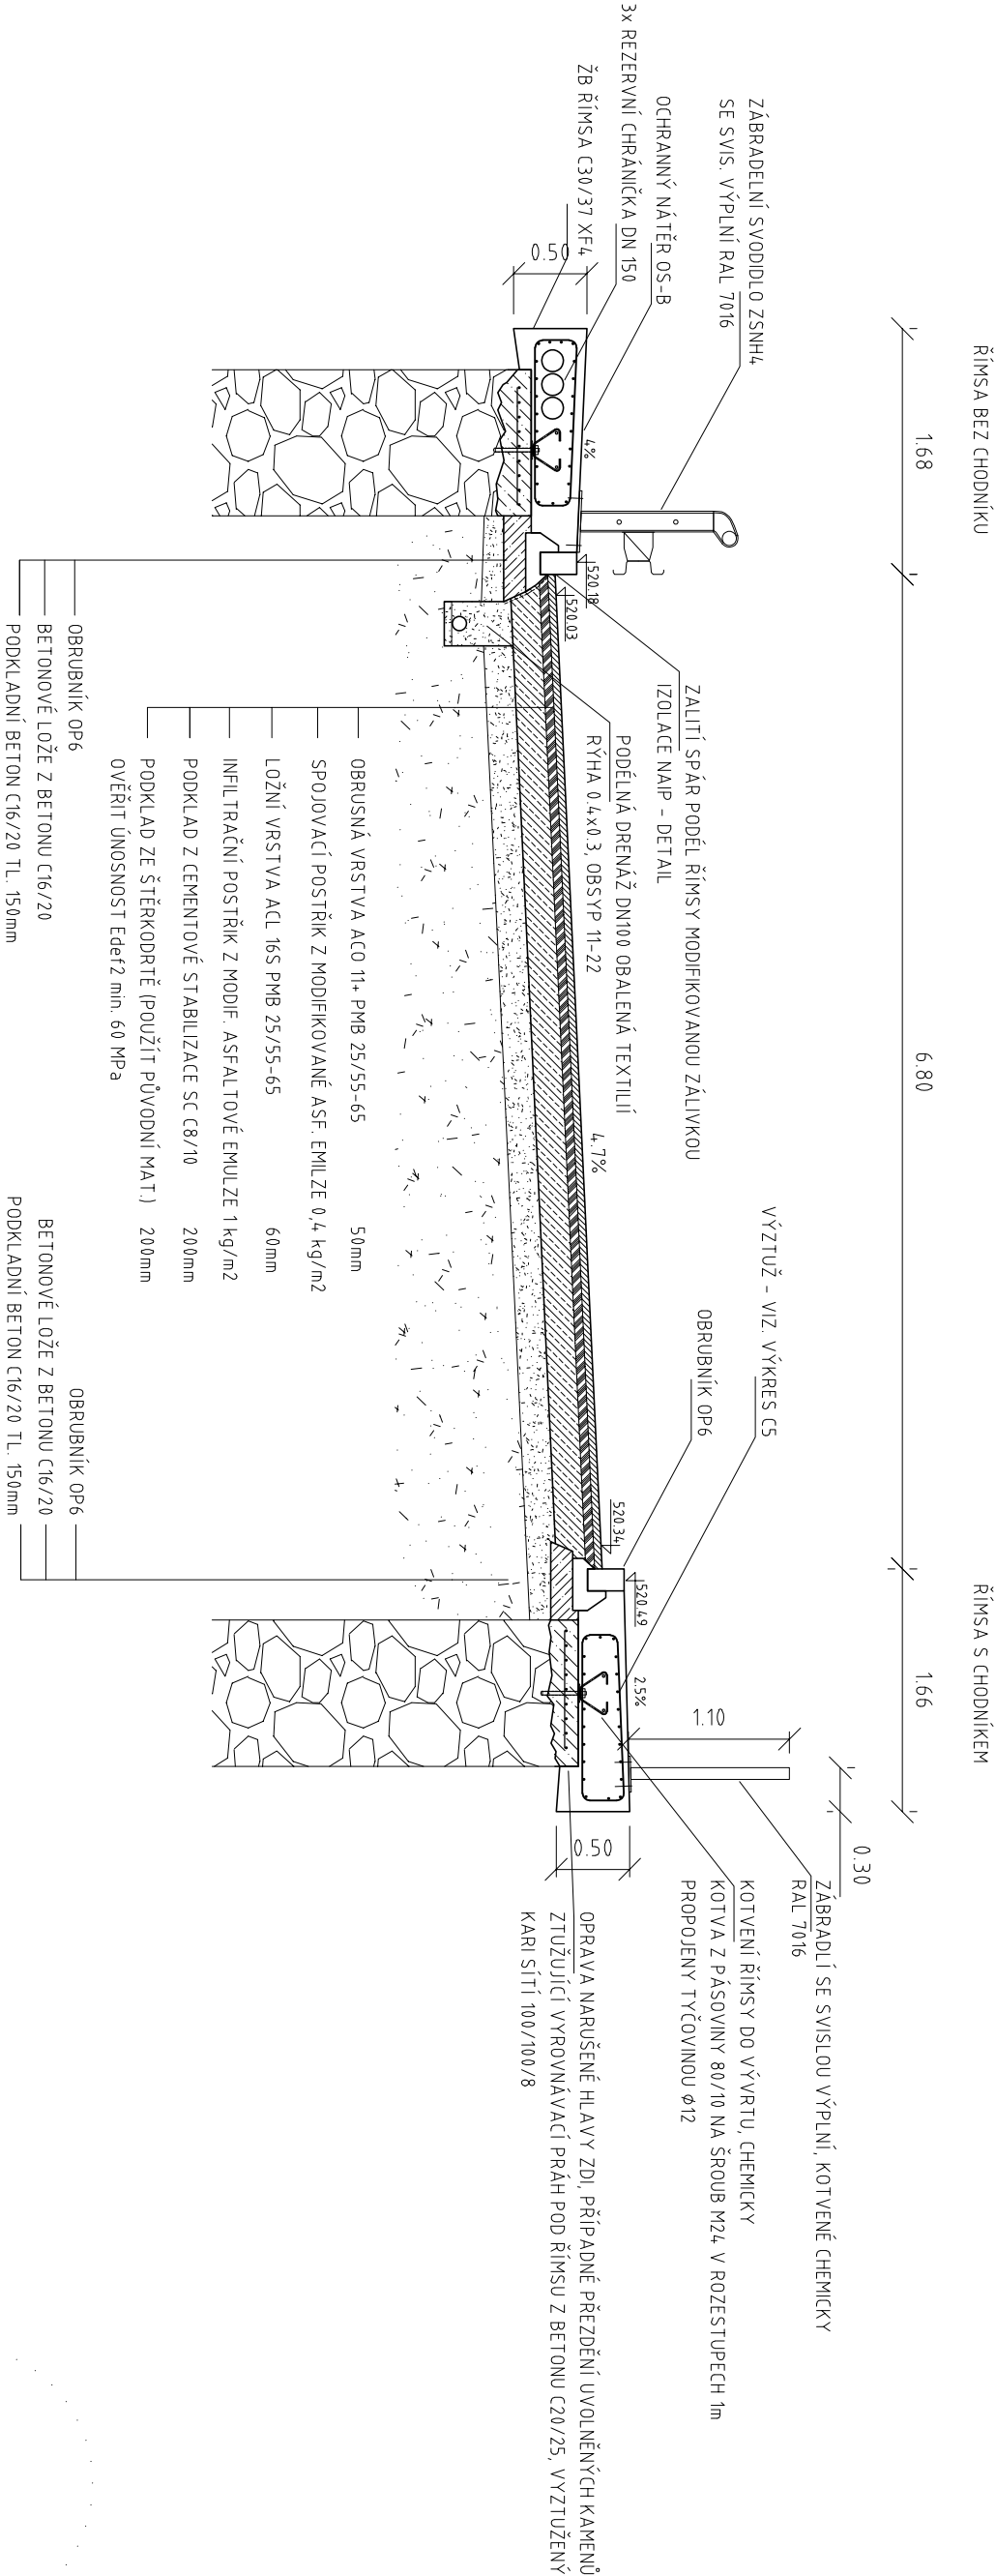 ŘÍMSA BEZ CHODNÍKU
ŘÍMSA S CHODNÍKEM
1.68
6.80
1.66
0.30
ZÁBRADELNÍ SVODIDLO ZSNH4
SE SVIS. VÝPLNÍ RAL 7016
OCHRANNÝ NÁTĚR OS-B
3x REZERVNÍ CHRÁNIČKA DN 150
ŽB ŘÍMSA C30/37 XF4
0.50
4%
520.18
520.03
ZALITÍ SPÁR PODÉL ŘÍMSY MODIFIKOVANOU ZÁLIVKOU
IZOLACE NAIP - DETAIL
PODÉLNÁ DRENÁŽ DN100 OBALENÁ TEXTILIÍ
RÝHA 0.4x0.3, OBSYP 11-22
4.7%
VÝZTUŽ - VIZ. VÝKRES C5
OBRUBNÍK OP6
520.34
520.49
2.5%
1.10
0.50
ZÁBRADLÍ SE SVISLOU VÝPLNÍ, KOTVENÉ CHEMICKY
RAL 7016
KOTVENÍ ŘÍMSY DO VÝVRTU, CHEMICKY
KOTVA Z PÁSOVINY 80/10 NA ŠROUB M24 V ROZESTUPECH 1m
PROPOJENY TYČOVINOU ϕ12
OPRAVA NARUŠENÉ HLAVY ZDI, PŘÍPADNÉ PŘEZDĚNÍ UVOLNĚNÝCH KAMENŮ
ZTUŽUJÍCÍ VYROVNÁVACÍ PRÁH POD ŘÍMSU Z BETONU C20/25, VYZTUŽENÝ
KARI SÍTÍ 100/100/8
OBRUSNÁ VRSTVA ACO 11+ PMB 25/55-65 50mm
SPOJOVACÍ POSTŘIK Z MODIFIKOVANÉ ASF. EMILZE 0,4 kg/m2
LOŽNÍ VRSTVA ACL 16S PMB 25/55-65 60mm
INFILTRAČNÍ POSTŘIK Z MODIF. ASFALTOVÉ EMULZE 1 kg/m2
PODKLAD Z CEMENTOVÉ STABILIZACE SC C8/10 200mm
PODKLAD ZE ŠTĚRKODRTĚ (POUŽÍT PŮVODNÍ MAT.) 200mm
OVĚŘIT ÚNOSNOST Edef2 min. 60 MPa
OBRUBNÍK OP6
BETONOVÉ LOŽE Z BETONU C16/20
PODKLADNÍ BETON C16/20 TL. 150mm
OBRUBNÍK OP6
BETONOVÉ LOŽE Z BETONU C16/20
PODKLADNÍ BETON C16/20 TL. 150mm